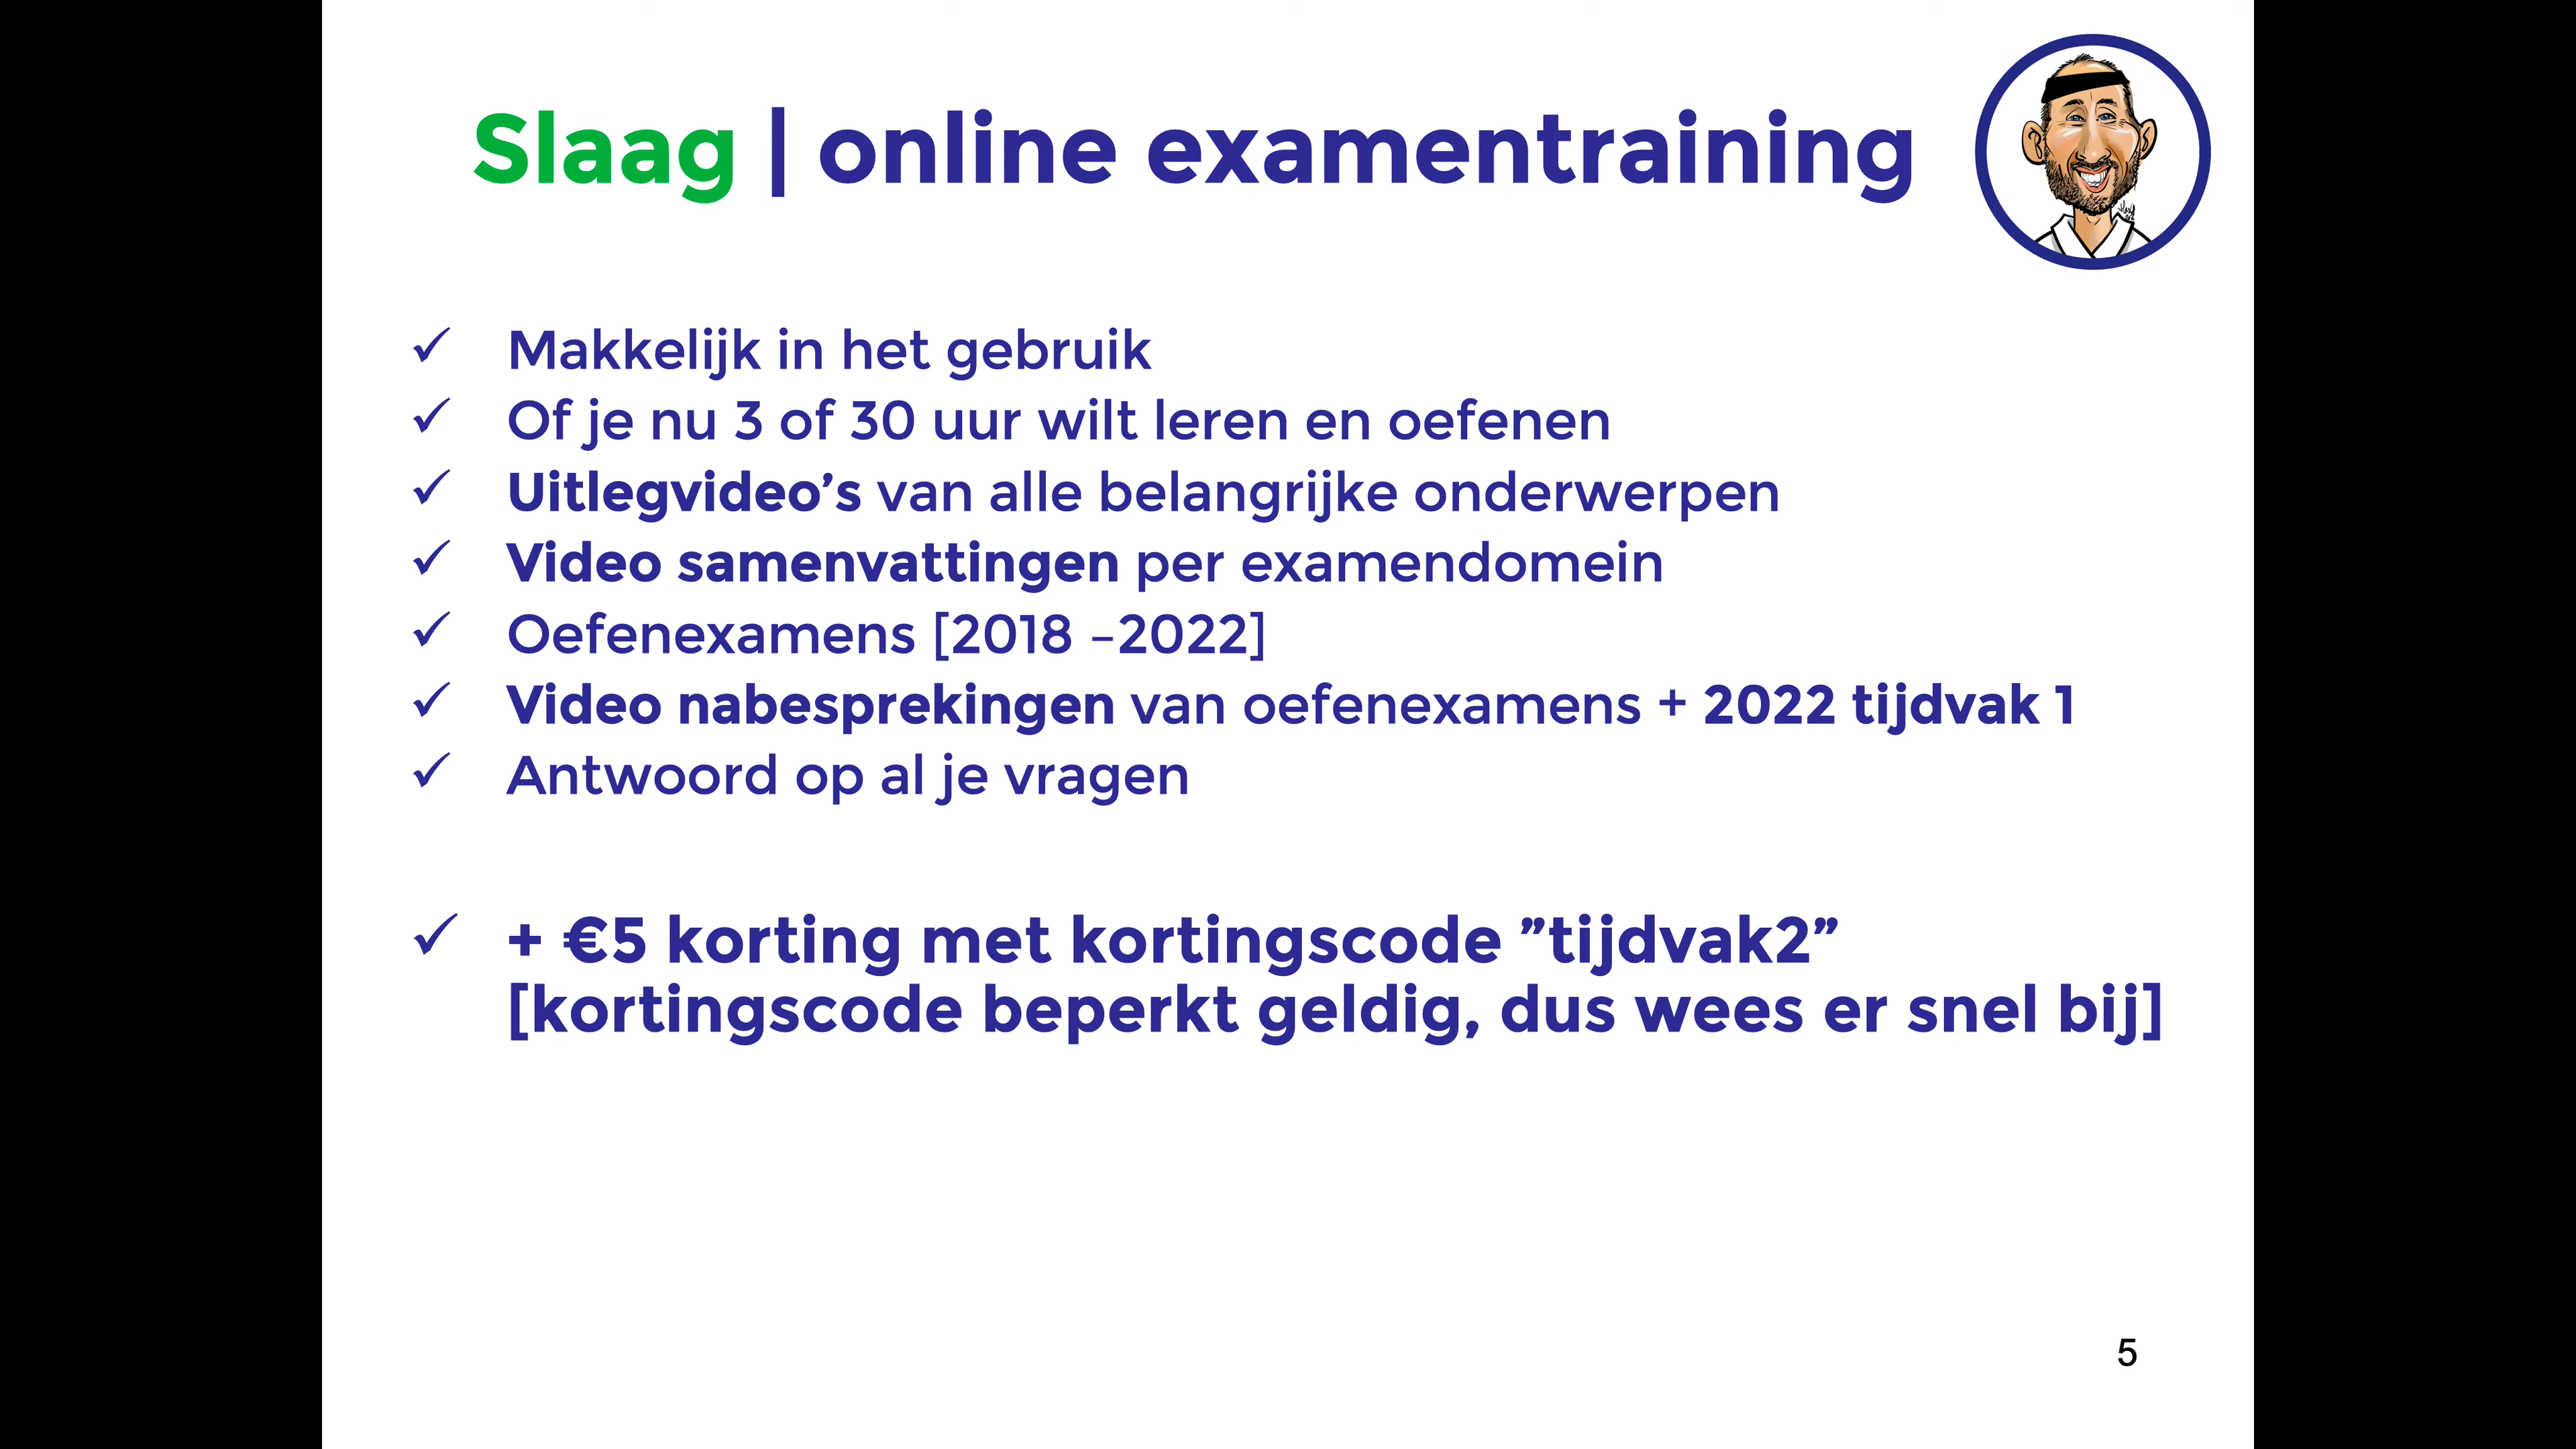 Slaag | online examentraining
✓ Makkelijk in het gebruik
✓ Of je nu 3 of 30 uur wilt leren en oefenen
✓ Uitlegvideo’s van alle belangrijke onderwerpen
✓ Video samenvattingen per examendomein
✓ Oefenexamens [2018 –2022]
✓ Video nabesprekingen van oefenexamens + 2022 tijdvak 1
✓ Antwoord op al je vragen
✓ + €5 korting met kortingscode ”tijdvak2”
[kortingscode beperkt geldig, dus wees er snel bij]
5